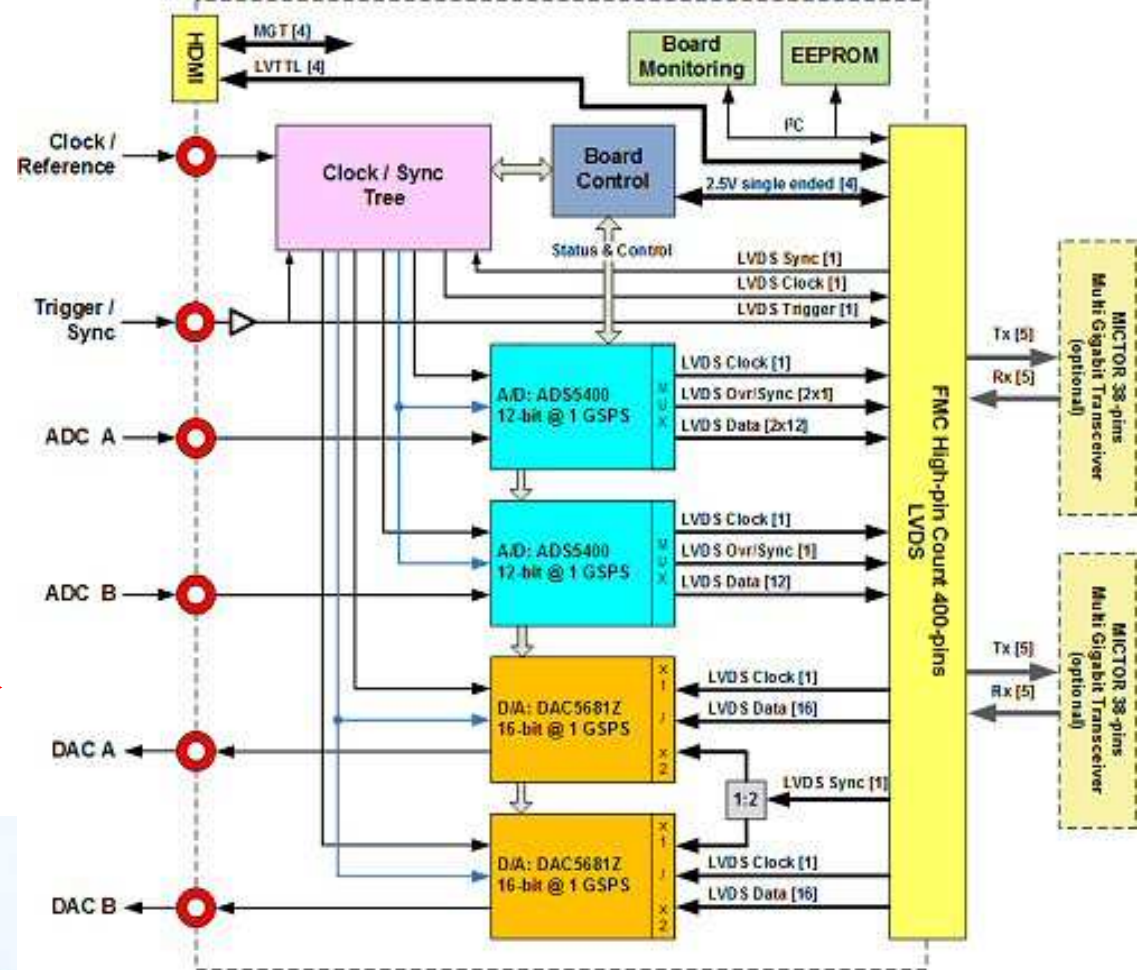 HDMI
MGT [4]
LVTTL [4]
Board
Monitoring
EEPROM
I²C
Clock /
Reference
Clock / Sync
Tree
Board
Control
2.5V single ended [4]
Status & Control
LVDS Sync [1]
LVDS Clock [1]
LVDS Trigger [1]
Trigger /
Sync
A/D: ADS5400
12-bit @ 1 GSPS
MUX
LVDS Clock [1]
LVDS Ovr/Sync [2x1]
LVDS Data [2x12]
ADC A
A/D: ADS5400
12-bit @ 1 GSPS
MUX
LVDS Clock [1]
LVDS Ovr/Sync [1]
LVDS Data [12]
ADC B
D/A: DAC5681Z
16-bit @ 1 GSPS
X1 / X2
LVDS Clock [1]
LVDS Data [16]
DAC A
1:2
LVDS Sync [1]
D/A: DAC5681Z
16-bit @ 1 GSPS
X1 / X2
LVDS Clock [1]
LVDS Data [16]
DAC B
FMC High-pin Count 400-pins
LVDS
Tx [5]
Rx [5]
MICTOR 38-pins
Multi Gigabit Transceiver
(optional)
Tx [5]
Rx [5]
MICTOR 38-pins
Multi Gigabit Transceiver
(optional)